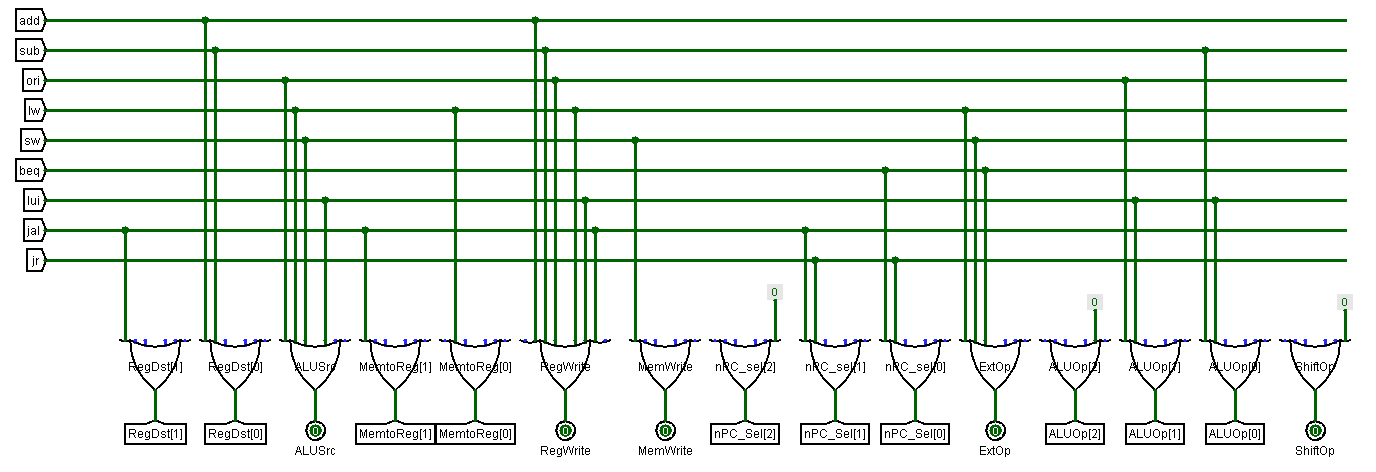 add
sub
ori
lw
sw
beq
lui
jal
jr
0
0
0
RegDst[1]
RegDst[0]
ALUSrc
MemtoReg[1]
MemtoReg[0]
RegWrite
MemWrite
nPC_sel[2]
nPC_sel[1]
nPC_sel[0]
ExtOp
ALUOp[2]
ALUOp[1]
ALUOp[0]
ShiftOp
RegDst[1]
RegDst[0]
0
MemtoReg[1]
MemtoReg[0]
0
0
nPC_Sel[2]
nPC_Sel[1]
nPC_Sel[0]
0
ALUOp[2]
ALUOp[1]
ALUOp[0]
0
ALUSrc
RegWrite
MemWrite
ExtOp
ShiftOp